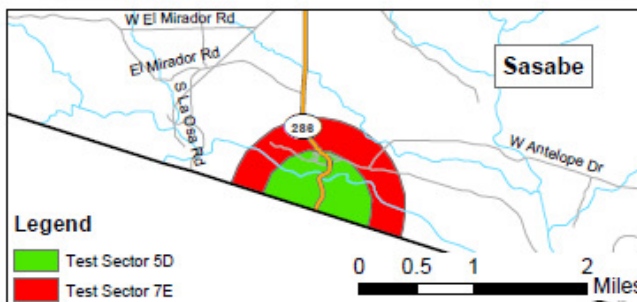 W El Mirador Rd
El Mirador Rd
S La Osa Rd
Sasabe
286
W Antelope Dr
Legend
Test Sector 5D
Test Sector 7E
0 0.5 1 2
Miles